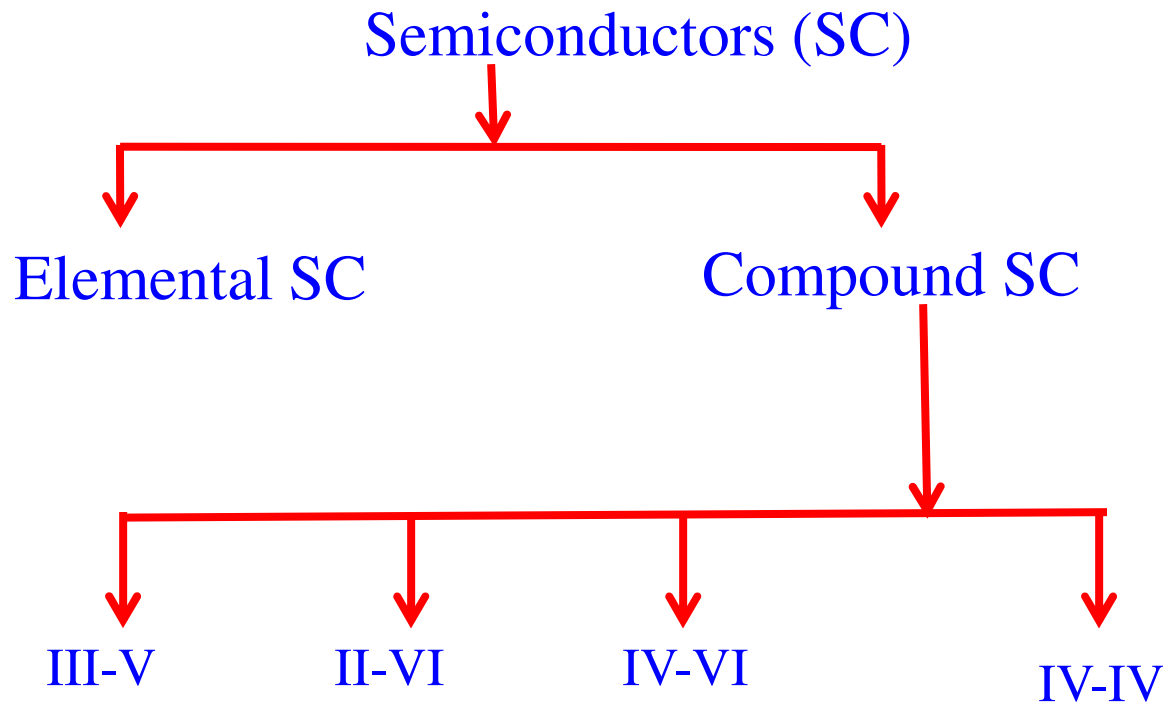 Semiconductors (SC)
Elemental SC
Compound SC
III-V
II-VI
IV-VI
IV-IV